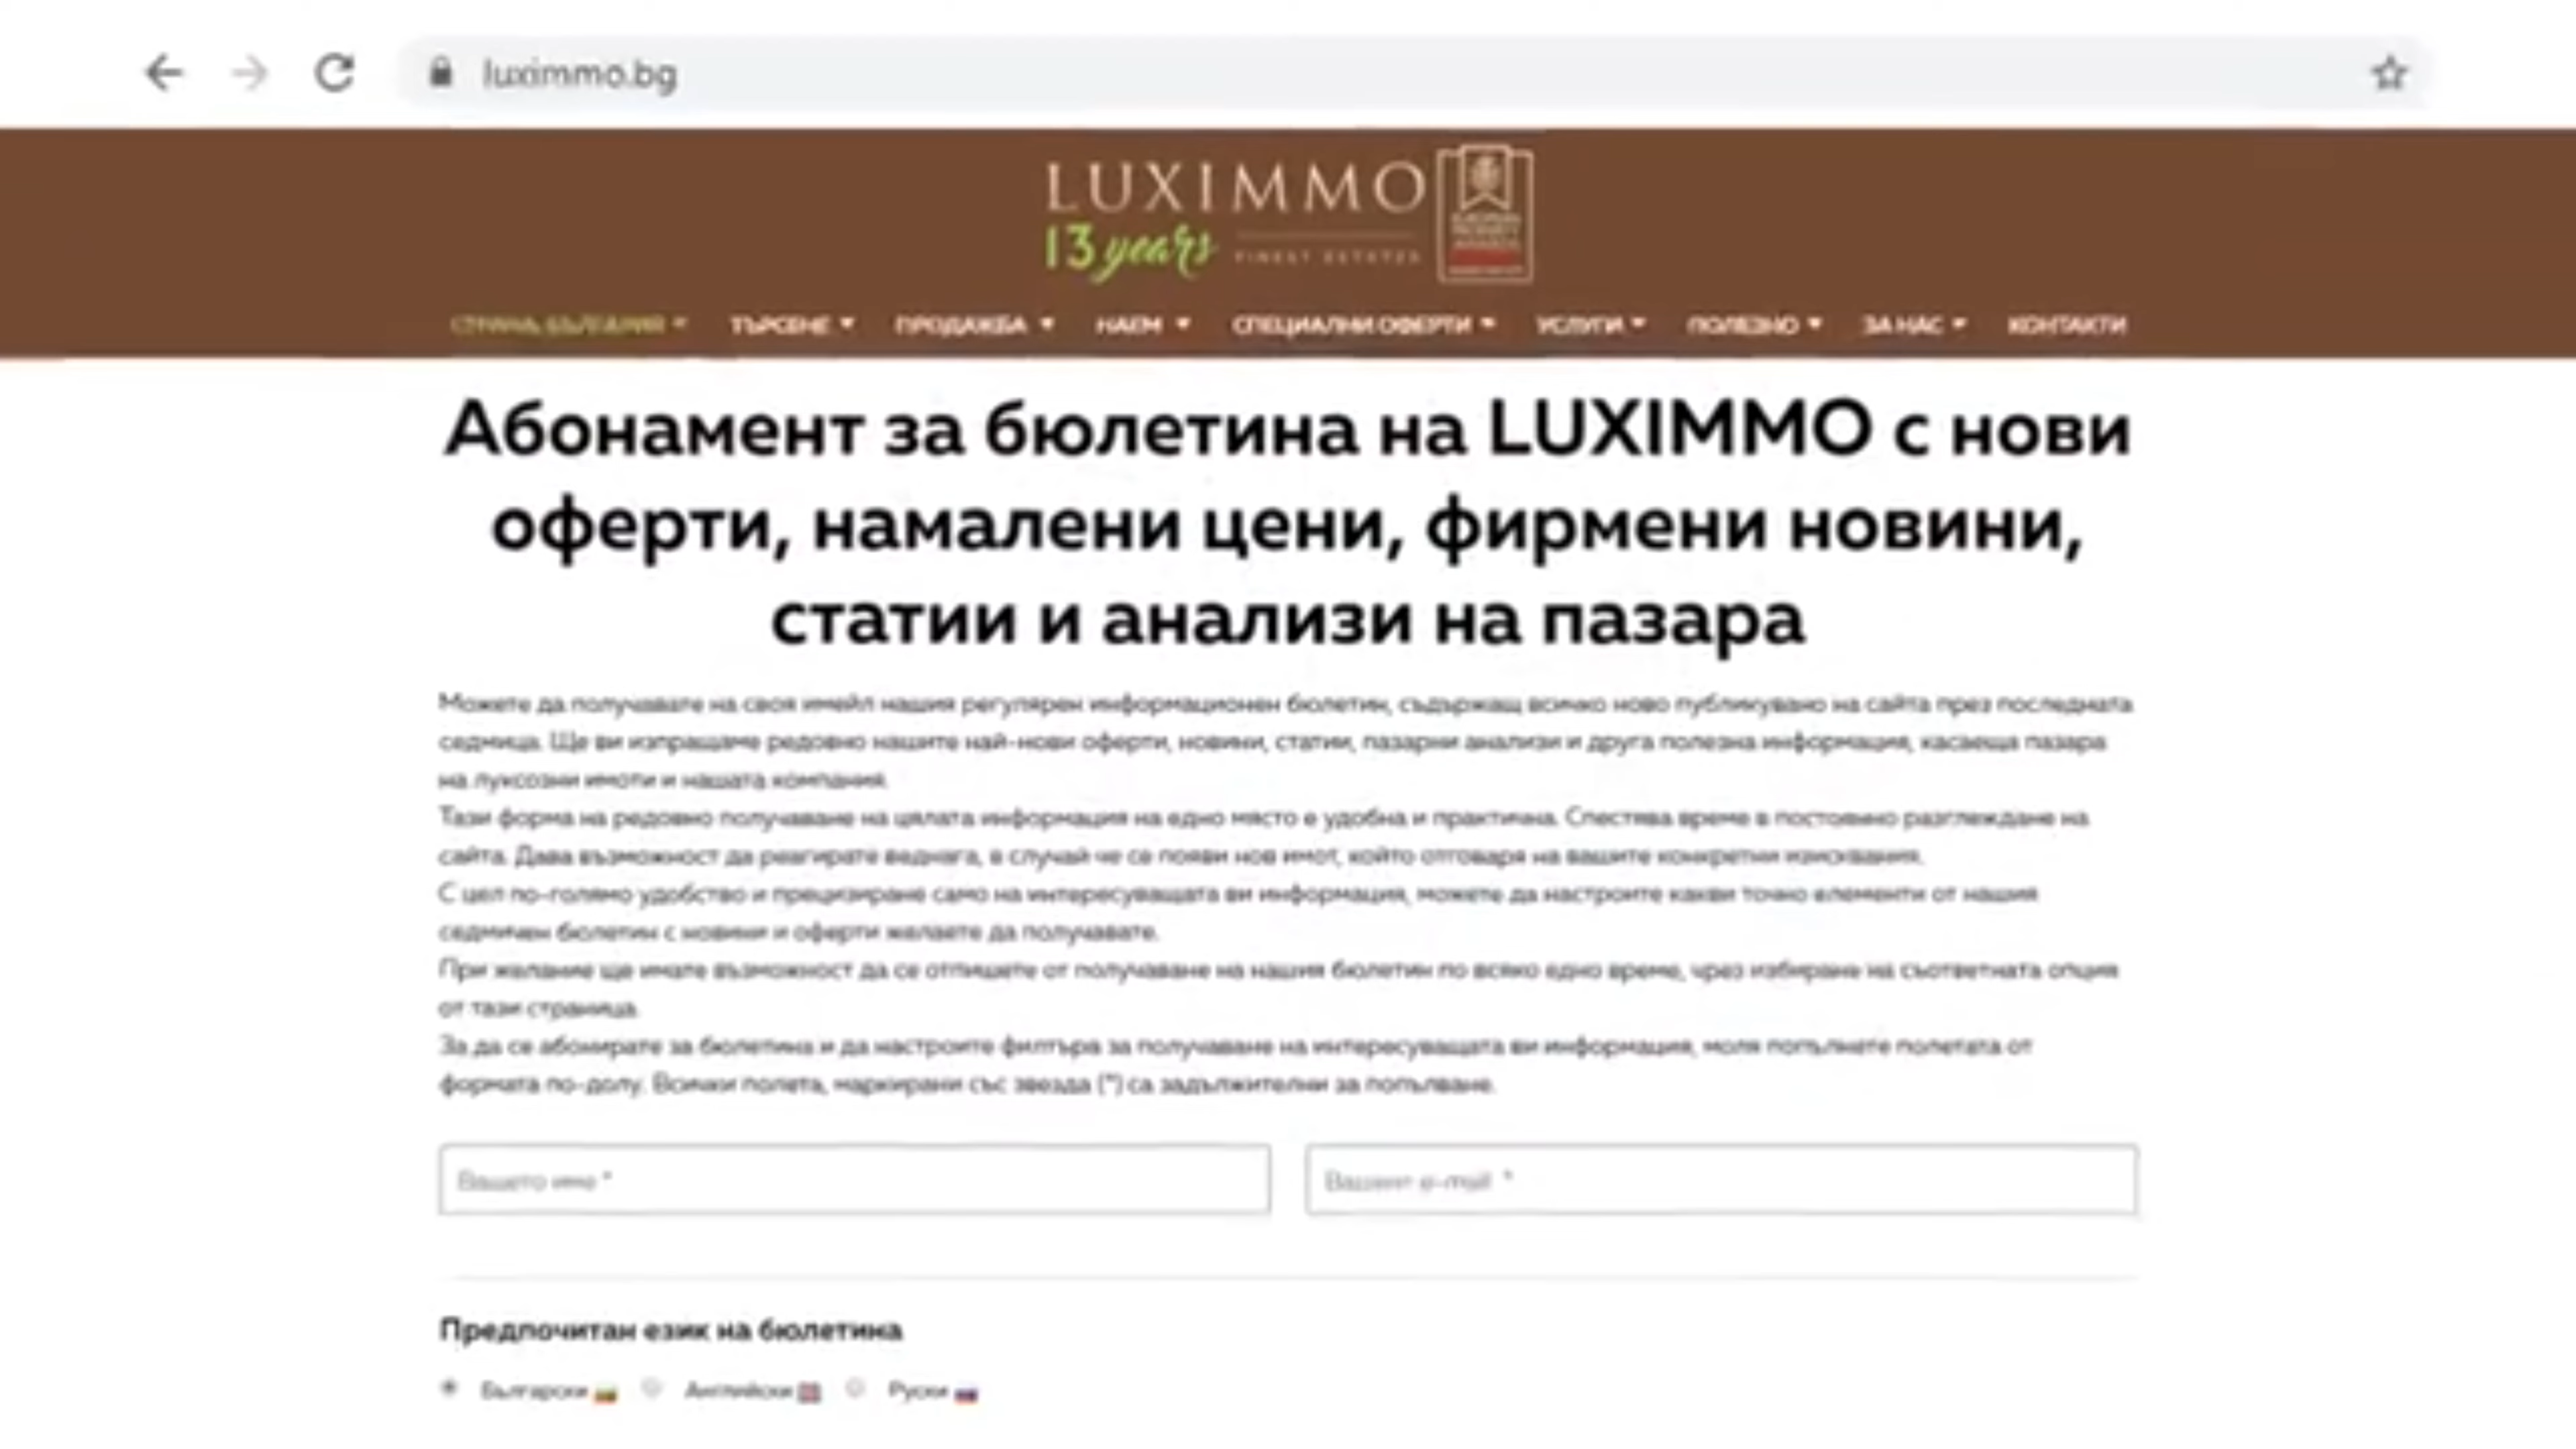 luximmo.bg
LUXIMMO
13 years
FINEST ESTATES
СТРАНА: БЪЛГАРИЯ ТЪРСЕНЕ ПРОДАЖБА НАЕМ СПЕЦИАЛНИ ОФЕРТИ УСЛУГИ ПОЛЕЗНО ЗА НАС КОНТАКТИ
Абонамент за бюлетина на LUXIMMO с нови
оферти, намалени цени, фирмени новини,
статии и анализи на пазара
Можете да получавате на своя имейл нашия регулярен информационен бюлетин, съдържащ всичко ново публикувано на сайта през последната
седмица. Ще ви изпращаме редовно нашите най-нови оферти, новини, статии, пазарни анализи и друга полезна информация, касаеща пазара
на луксозни имоти и нашата компания.
Тази форма на редовно получаване на цялата информация на едно място е удобна и практична. Спестява време в постоянно разглеждане на
сайта. Дава възможност да реагирате веднага, в случай че се появи нов имот, който отговаря на вашите конкретни изисквания.
С цел по-голямо удобство и прецизиране само на интересуващата ви информация, можете да настроите какви точно елементи от нашия
седмичен бюлетин с новини и оферти желаете да получавате.
При желание ще имате възможност да се отпишете от получаване на нашия бюлетин по всяко едно време, чрез избиране на съответната опция
от тази страница.
За да се абонирате за бюлетина и да настроите филтъра за получаване на интересуващата ви информация, моля попълнете полетата от
формата по-долу. Всички полета, маркирани със звезда (*) са задължителни за попълване.
Вашето име * Вашият e-mail *
Предпочитан език на бюлетина
Български Английски Руски